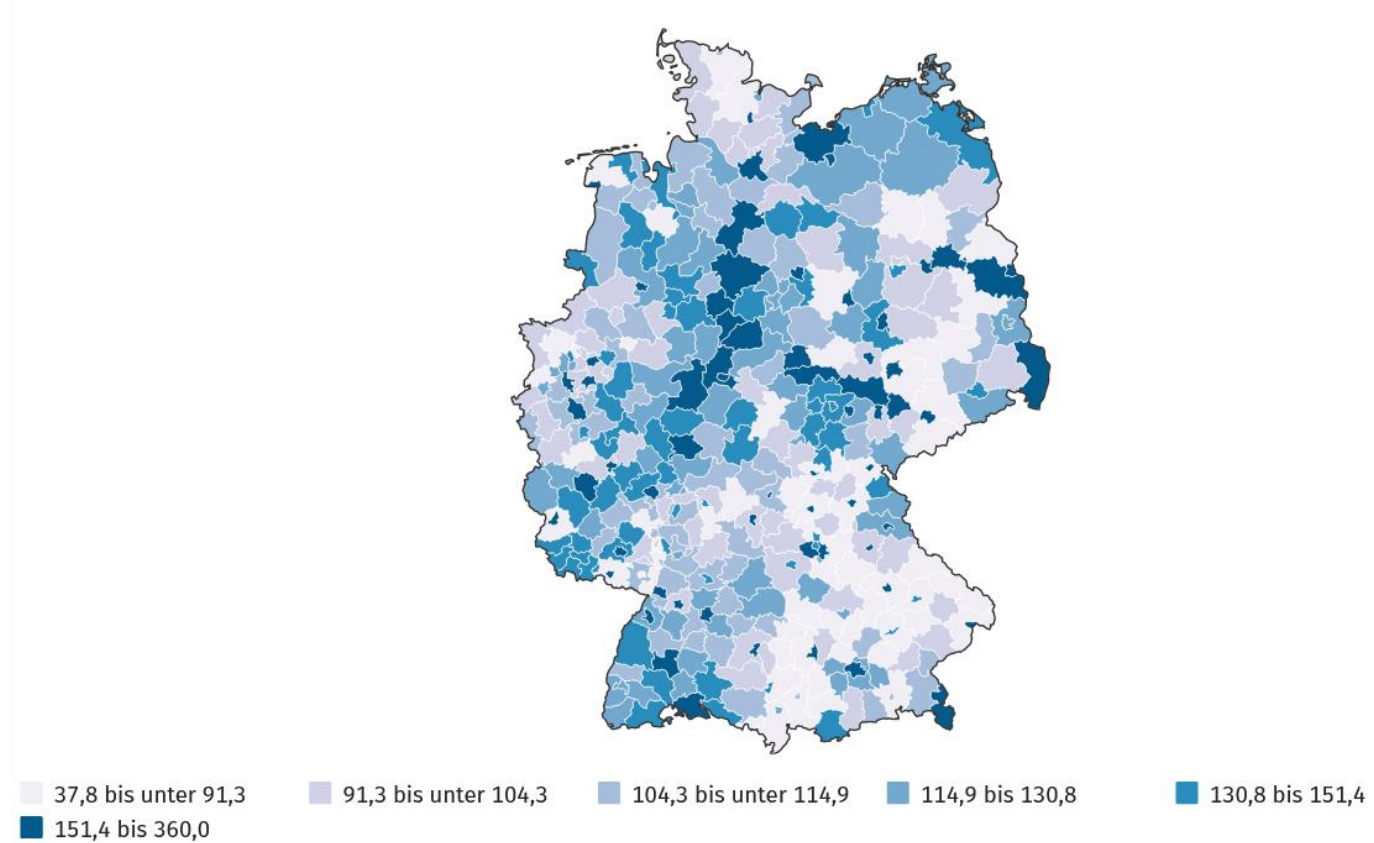 37,8 bis unter 91,3
91,3 bis unter 104,3
104,3 bis unter 114,9
114,9 bis 130,8
130,8 bis 151,4
151,4 bis 360,0